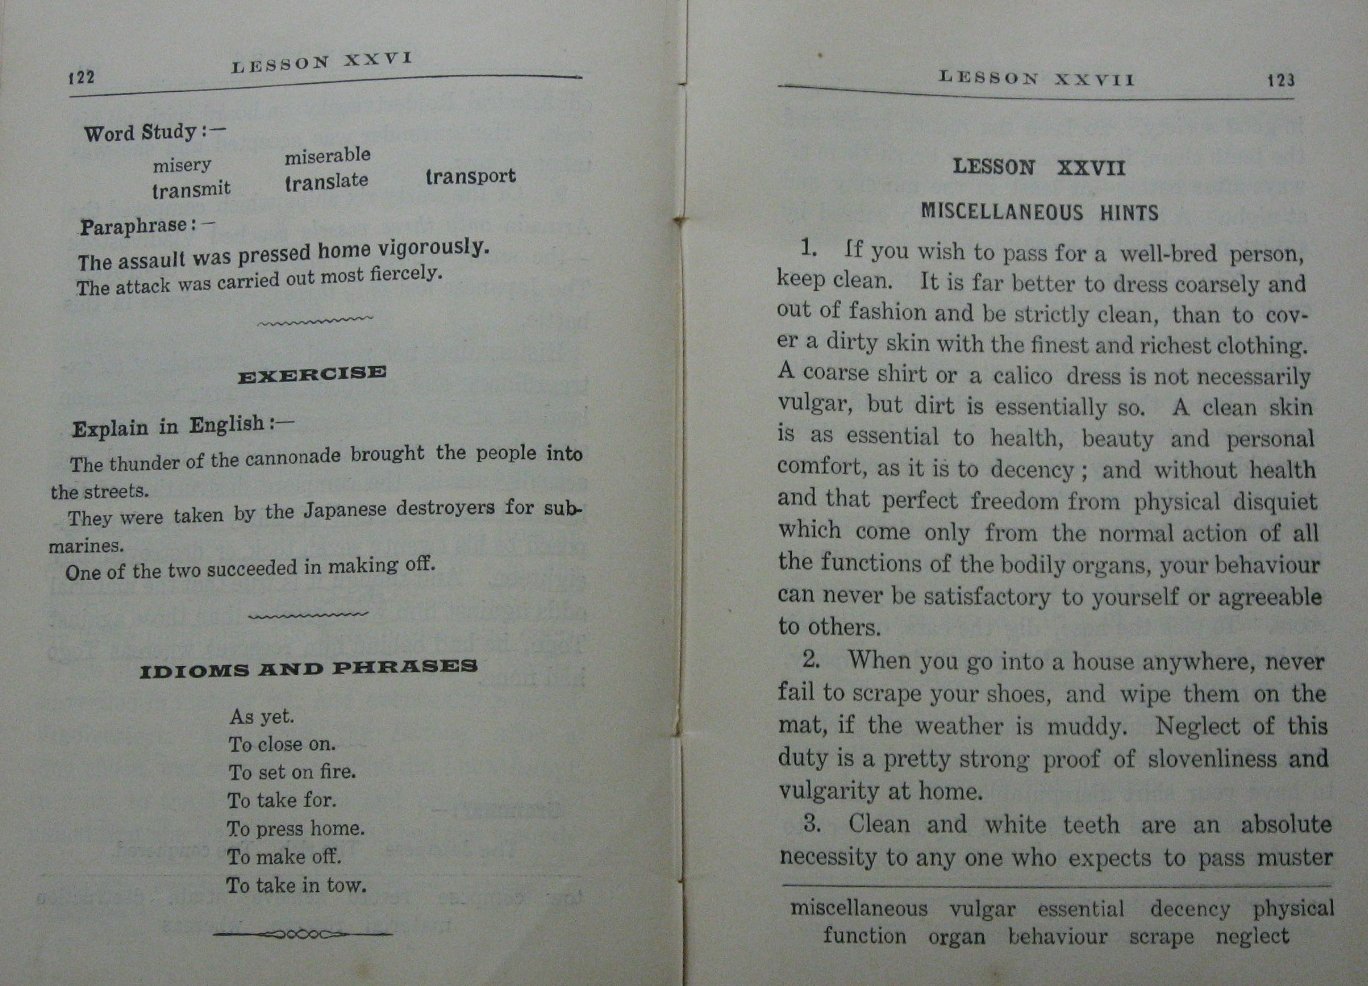 122 LESSON XXVI
Word Study :—
misery miserable
transmit translate transport
Paraphrase : —
The assault was pressed home vigorously.
The attack was carried out most fiercely.
EXERCISE
Explain in English :—
The thunder of the cannonade brought the people into
the streets.
They were taken by the Japanese destroyers for sub-
marines.
One of the two succeeded in making off.
IDIOMS AND PHRASES
As yet.
To close on.
To set on fire.
To take for.
To press home.
To make off.
To take in tow.
LESSON XXVII 123
LESSON XXVII
MISCELLANEOUS HINTS
1. If you wish to pass for a well-bred person,
keep clean. It is far better to dress coarsely and
out of fashion and be strictly clean, than to cov-
er a dirty skin with the finest and richest clothing.
A coarse shirt or a calico dress is not necessarily
vulgar, but dirt is essentially so. A clean skin
is as essential to health, beauty and personal
comfort, as it is to decency ; and without health
and that perfect freedom from physical disquiet
which come only from the normal action of all
the functions of the bodily organs, your behaviour
can never be satisfactory to yourself or agreeable
to others.
2. When you go into a house anywhere, never
fail to scrape your shoes, and wipe them on the
mat, if the weather is muddy. Neglect of this
duty is a pretty strong proof of slovenliness and
vulgarity at home.
3. Clean and white teeth are an absolute
necessity to any one who expects to pass muster
miscellaneous vulgar essential decency physical
function organ behaviour scrape neglect